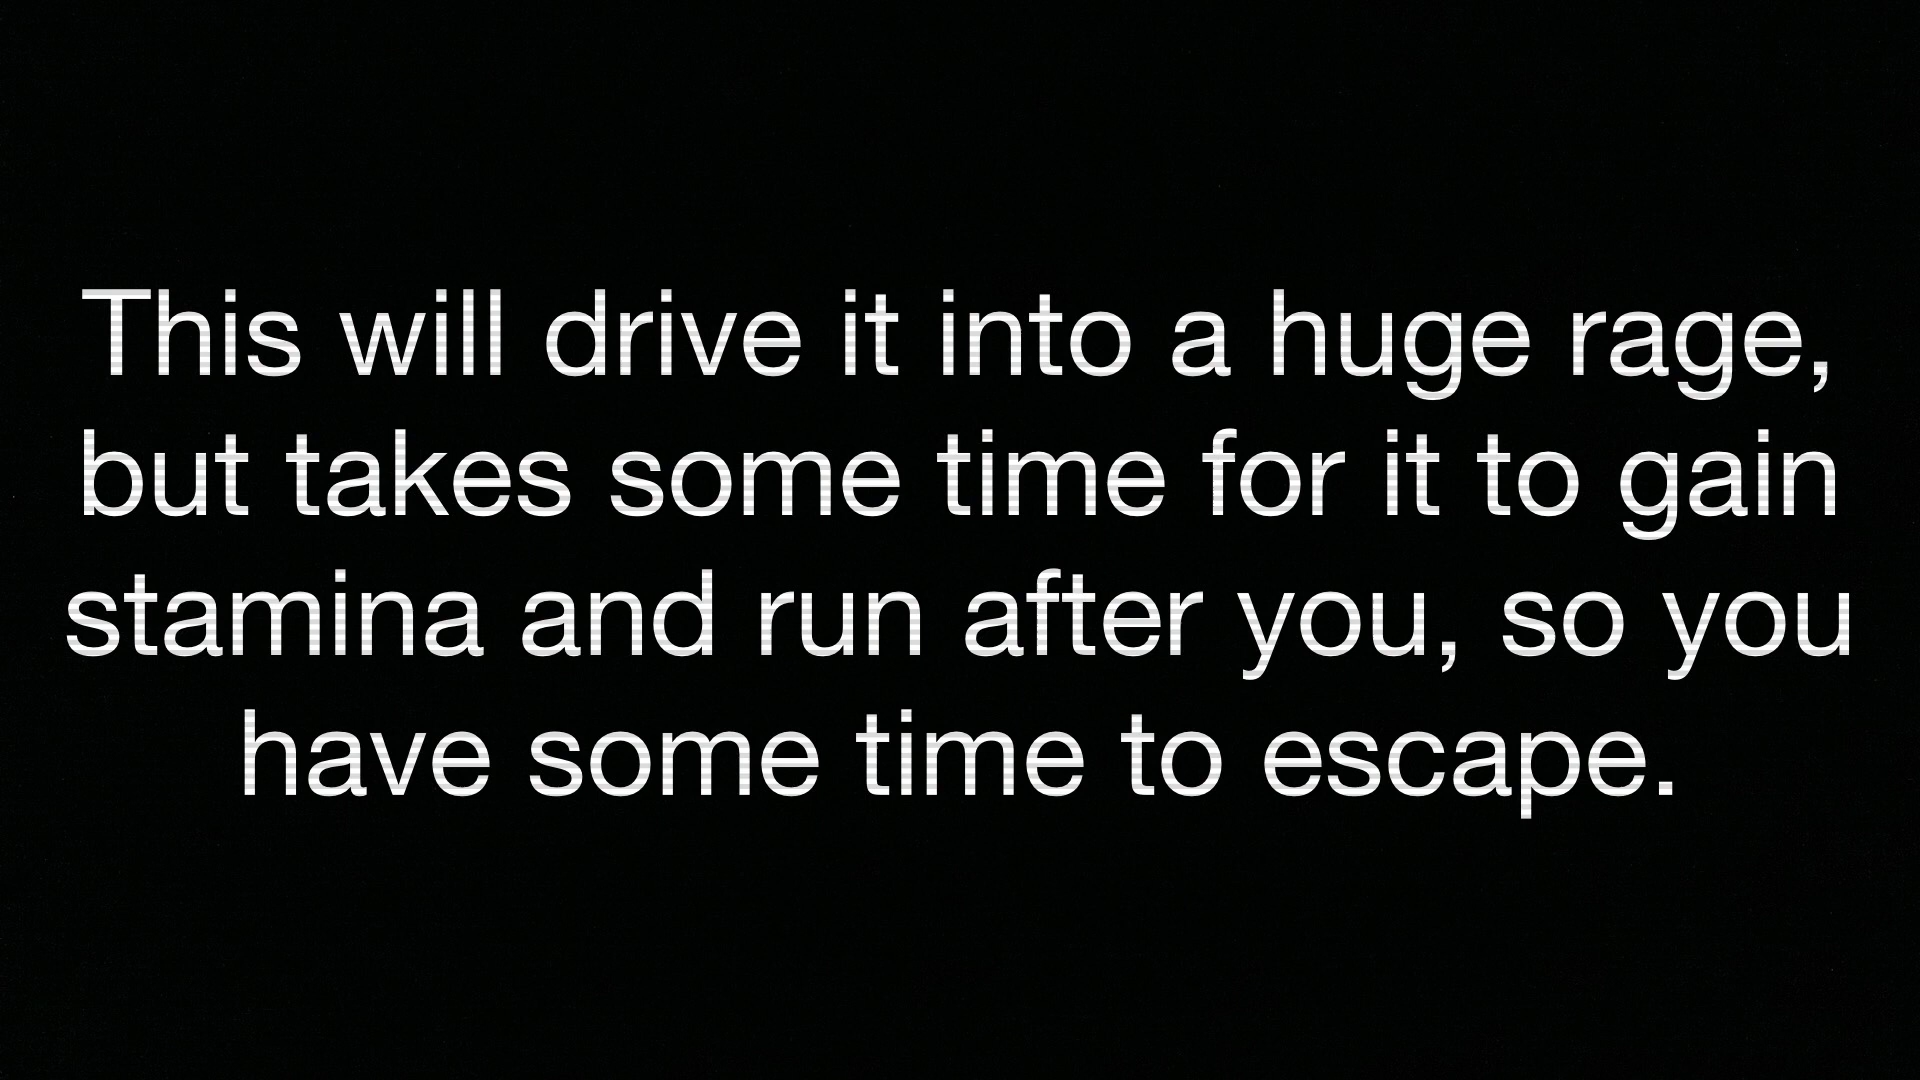 This will drive it into a huge rage,
but takes some time for it to gain
stamina and run after you, so you
have some time to escape.